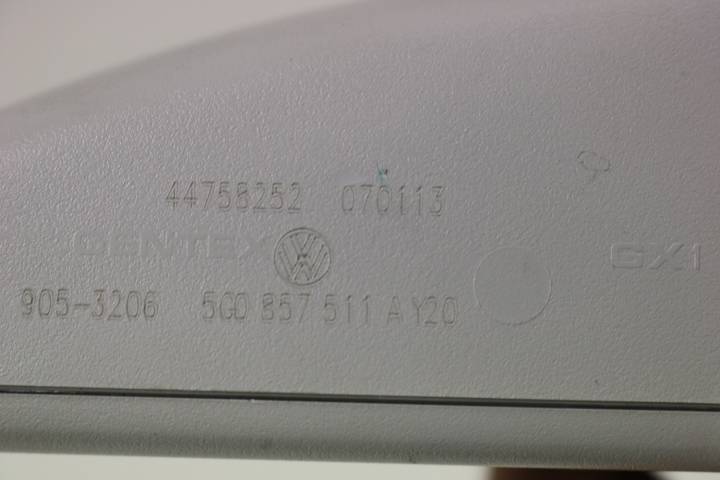 44758252 070113
GENTEX GX1
905-3206 5G0 857 511 A Y20